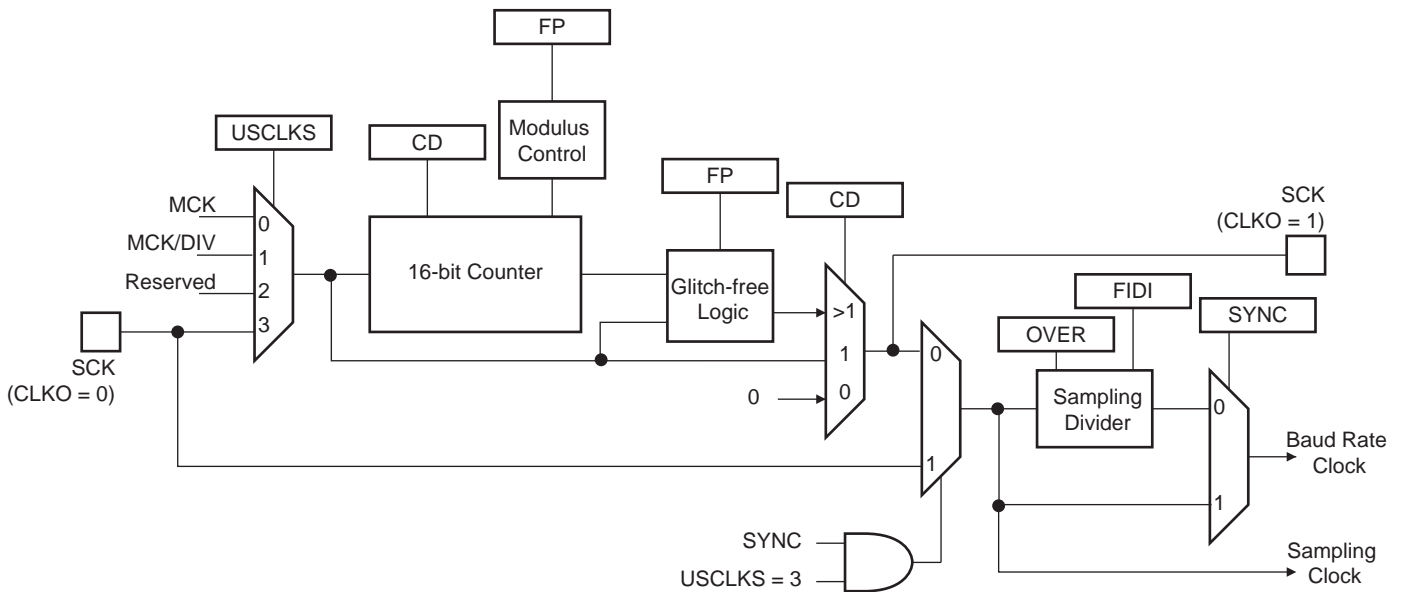 FP
USCLKS
CD
Modulus
Control
FP
CD
SCK
(CLKO = 1)
MCK
0
MCK/DIV
1
Reserved
2
3
16-bit Counter
Glitch-free
Logic
>1
1
0
0
SCK
(CLKO = 0)
FIDI
OVER
SYNC
0
1
Sampling
Divider
0
1
Baud Rate
Clock
SYNC
USCLKS = 3
Sampling
Clock